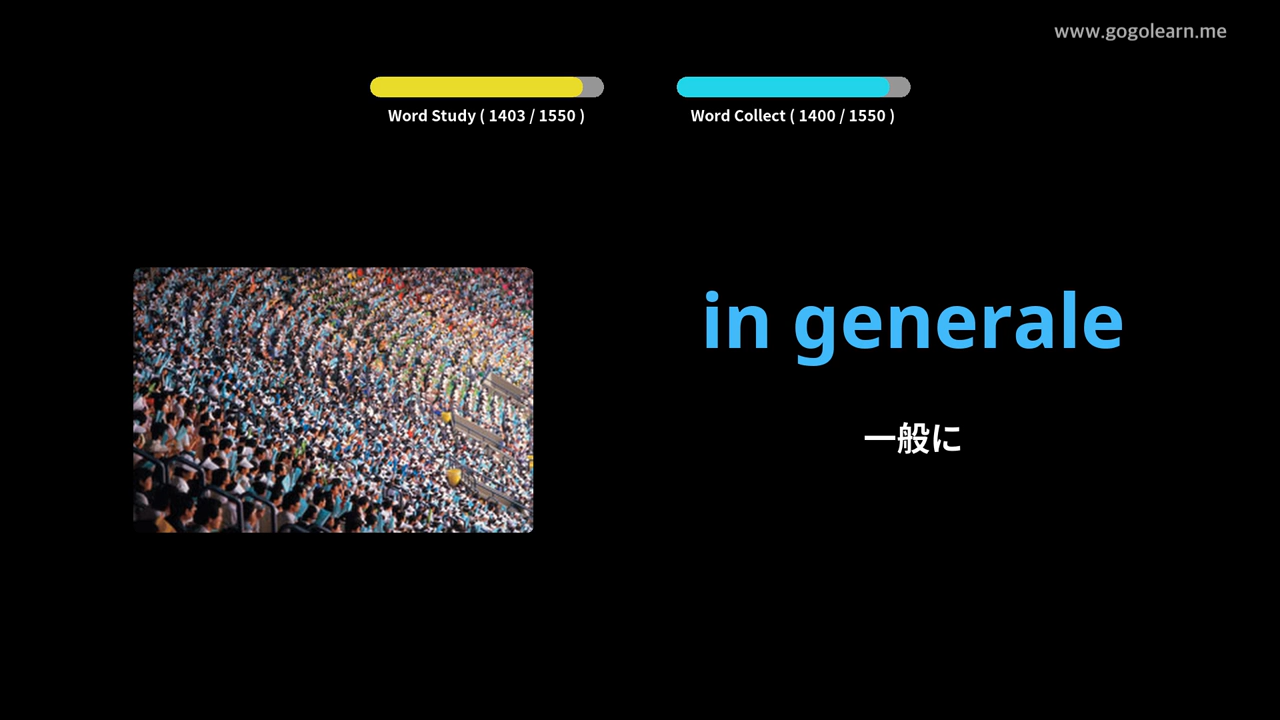 www.gogolearn.me
Word Study ( 1403 / 1550 )
Word Collect ( 1400 / 1550 )
in generale
一般に